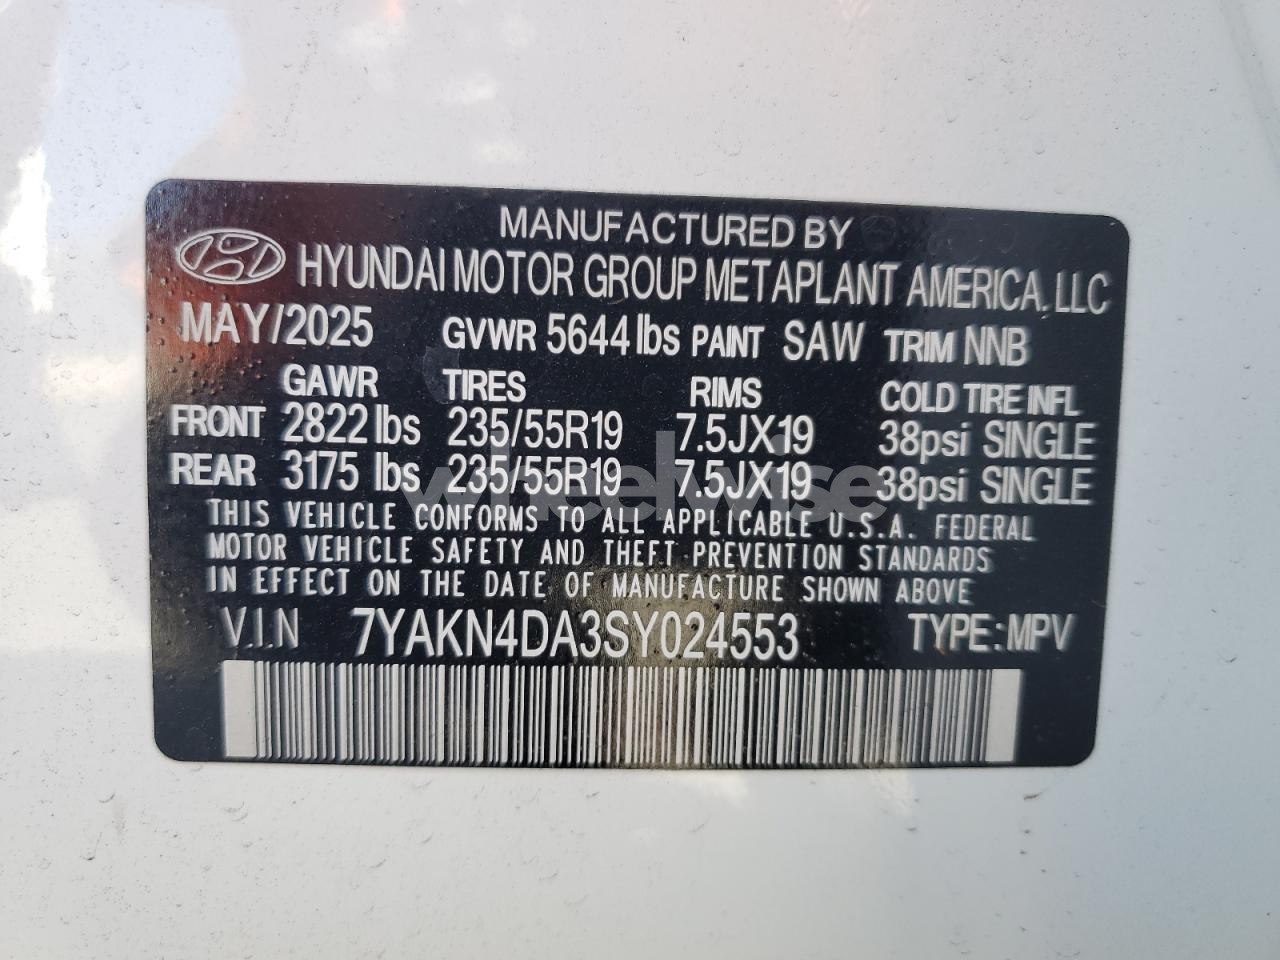 MANUFACTURED BY
HYUNDAI MOTOR GROUP METAPLANT AMERICA, LLC
MAY/2025 GVWR 5644 lbs PAINT SAW TRIM NNB
GAWR TIRES RIMS COLD TIRE INFL
FRONT 2822 lbs 235/55R19 7.5JX19 38psi SINGLE
REAR 3175 lbs 235/55R19 7.5JX19 38psi SINGLE
wheelwise
THIS VEHICLE CONFORMS TO ALL APPLICABLE U.S.A. FEDERAL
MOTOR VEHICLE SAFETY AND THEFT PREVENTION STANDARDS
IN EFFECT ON THE DATE OF MANUFACTURE SHOWN ABOVE
V.I.N 7YAKN4DA3SY024553 TYPE: MPV